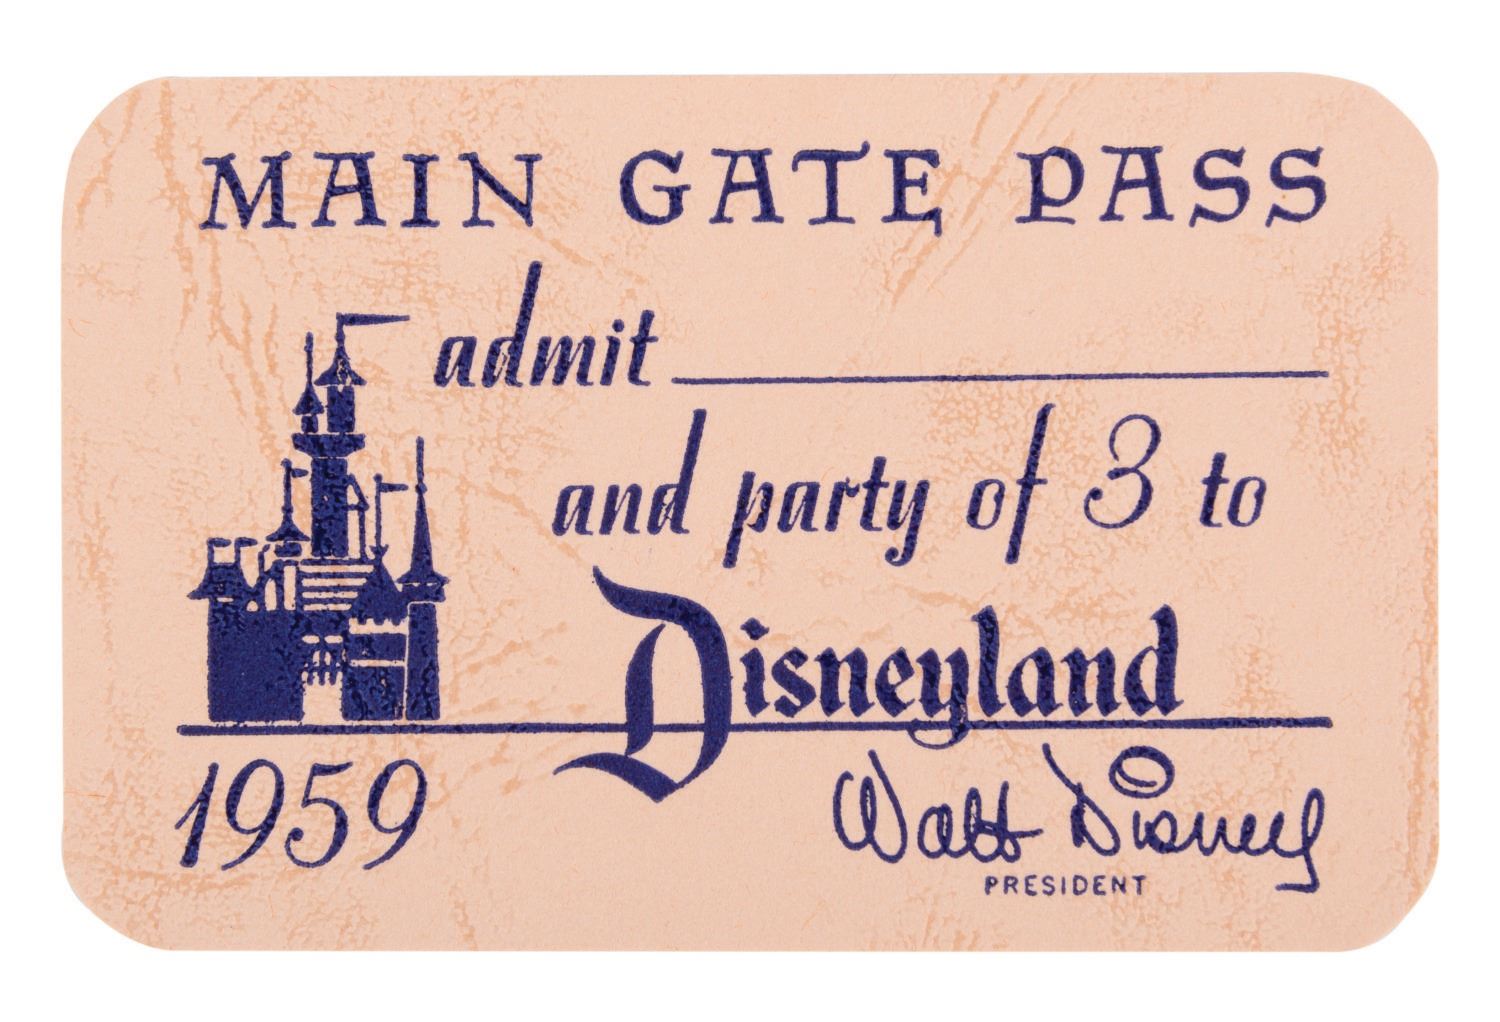 MAIN GATE PASS
admit
and party of 3 to
Disneyland
1959
Walt Disney
PRESIDENT